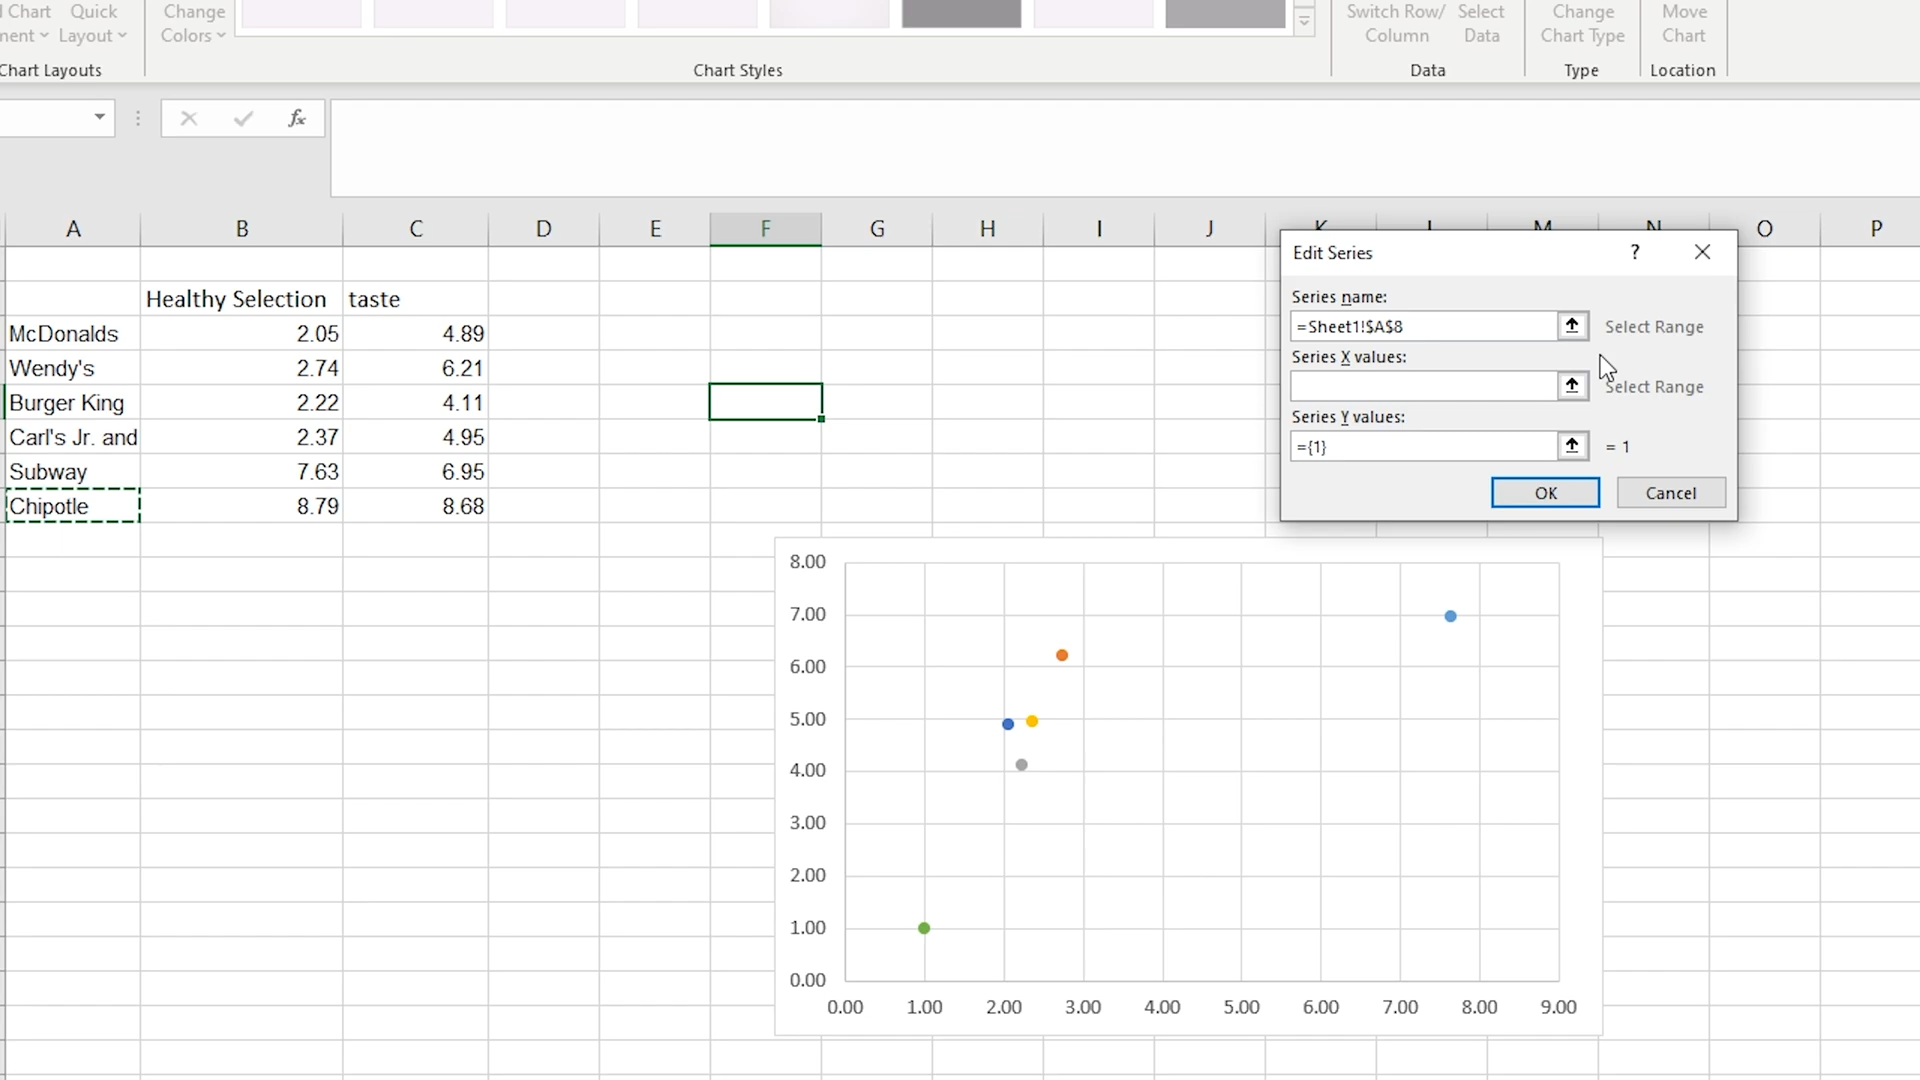 Chart Quick Change Switch Row/ Select Change Move
Layout Colors Column Data Chart Type Chart
Chart Layouts Chart Styles Data Type Location
fx
A B C D E F G H I J K L M N O P
Healthy Selection taste
McDonalds 2.05 4.89
Wendy's 2.74 6.21
Burger King 2.22 4.11
Carl's Jr. and 2.37 4.95
Subway 7.63 6.95
Chipotle 8.79 8.68
Edit Series ?
Series name:
=Sheet1!$A$8 Select Range
Series X values:
Select Range
Series Y values:
={1} = 1
OK Cancel
8.00
7.00
6.00
5.00
4.00
3.00
2.00
1.00
0.00
0.00 1.00 2.00 3.00 4.00 5.00 6.00 7.00 8.00 9.00